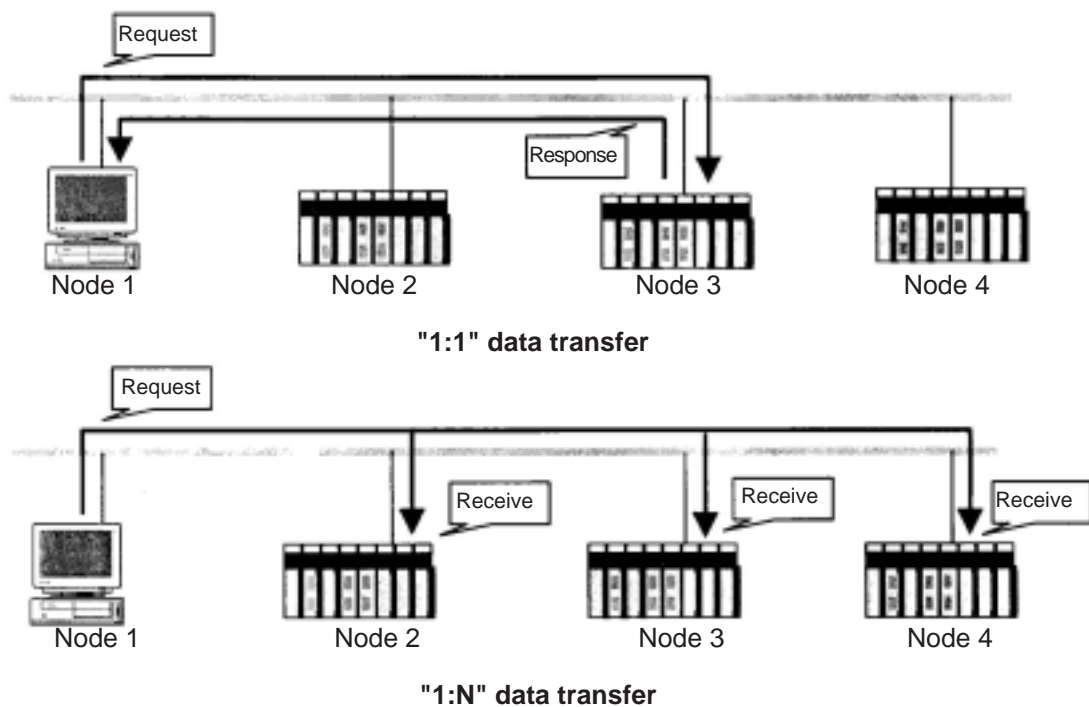 Request
Response
Node 1 Node 2 Node 3 Node 4
"1:1" data transfer
Request
Receive Receive Receive
Node 1 Node 2 Node 3 Node 4
"1:N" data transfer